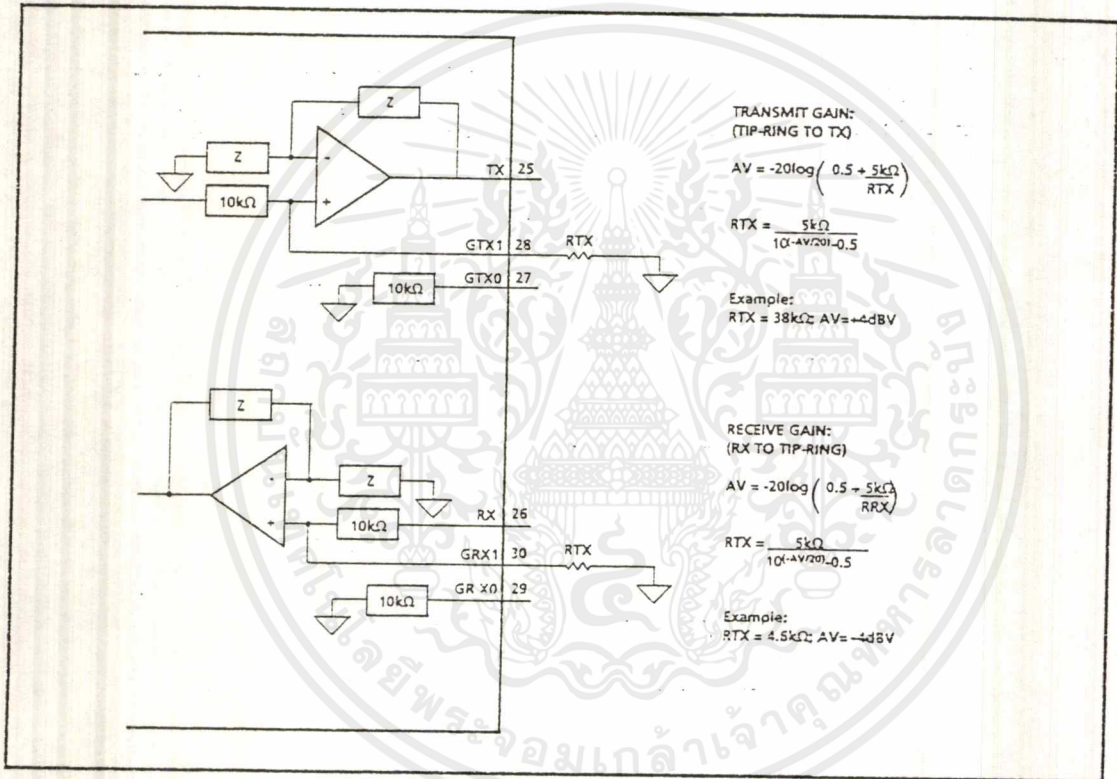 Z
Z
-
10kΩ
+
TX 25
GTX1 28
RTX
GTX0 27
10kΩ
TRANSMIT GAIN:
(TIP-RING TO TX)
AV = -20log( 0.5 + 5kΩ
RTX)
RTX = 5kΩ
10(-AV/20)-0.5
Example:
RTX = 38kΩ; AV=+4dBV
Z
-
Z
+
10kΩ
RX 26
GRX1 30
RTX
GRX0 29
10kΩ
RECEIVE GAIN:
(RX TO TIP-RING)
AV = -20log( 0.5 + 5kΩ
RRX)
RTX = 5kΩ
10(-AV/20)-0.5
Example:
RTX = 4.5kΩ; AV=-4dBV